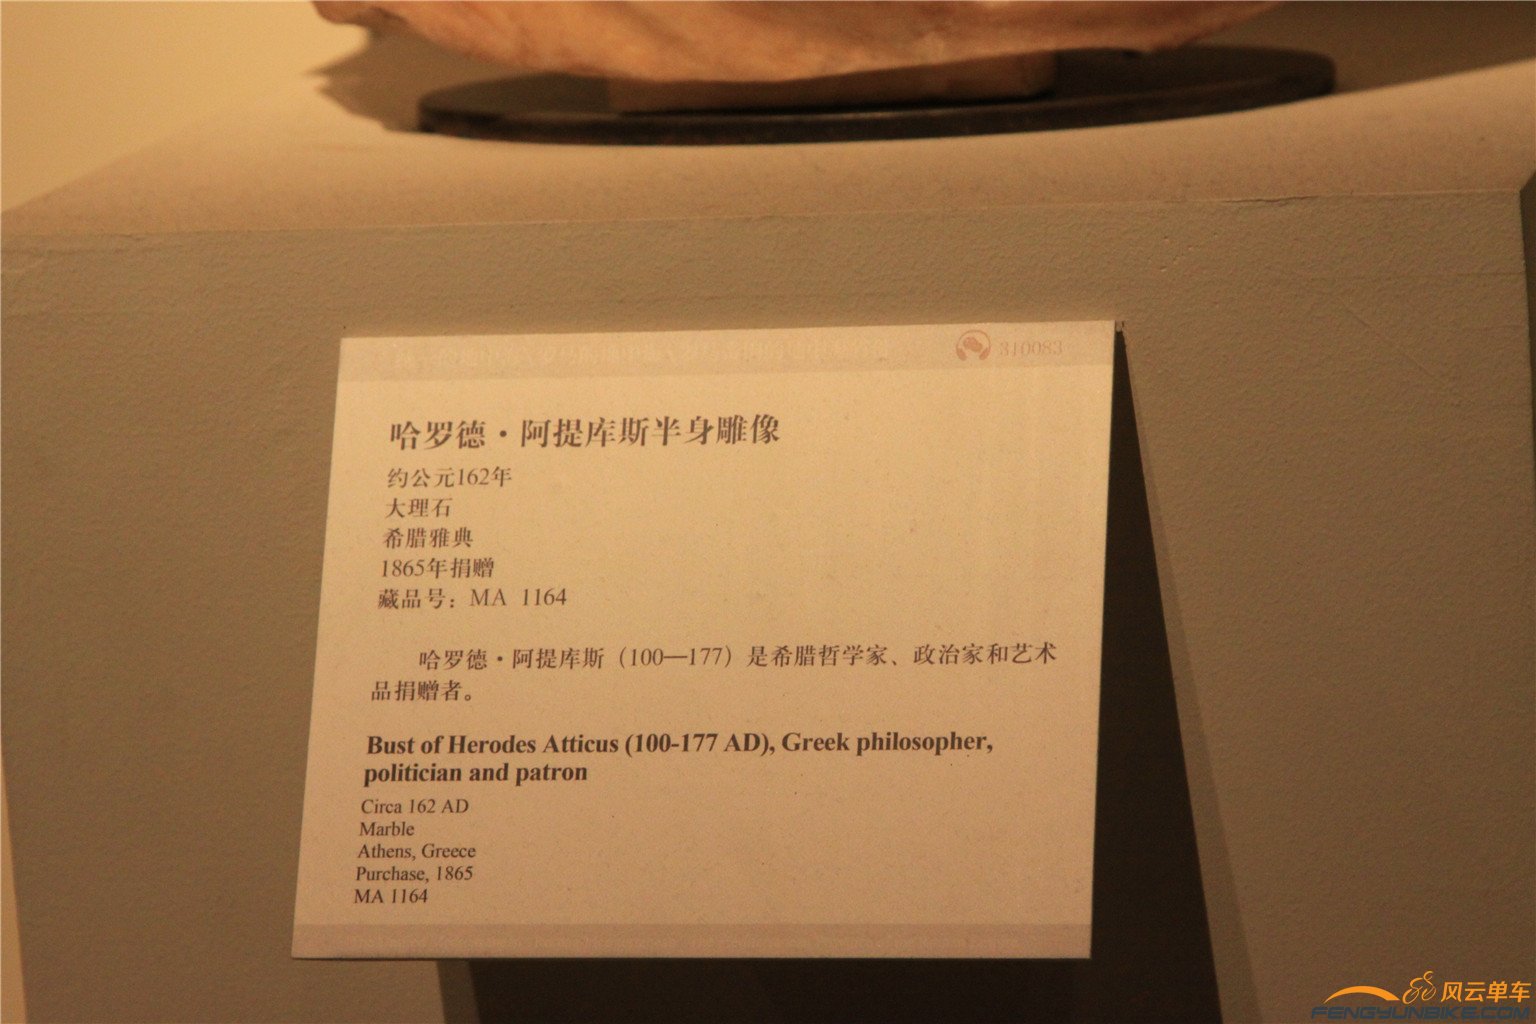 310083
哈罗德·阿提库斯半身雕像
约公元162年
大理石
希腊雅典
1865年捐赠
藏品号：MA 1164
哈罗德·阿提库斯（100—177）是希腊哲学家、政治家和艺术
品捐赠者。
Bust of Herodes Atticus (100-177 AD), Greek philosopher,
politician and patron
Circa 162 AD
Marble
Athens, Greece
Purchase, 1865
MA 1164
风云单车
FENGYUNBIKE.COM